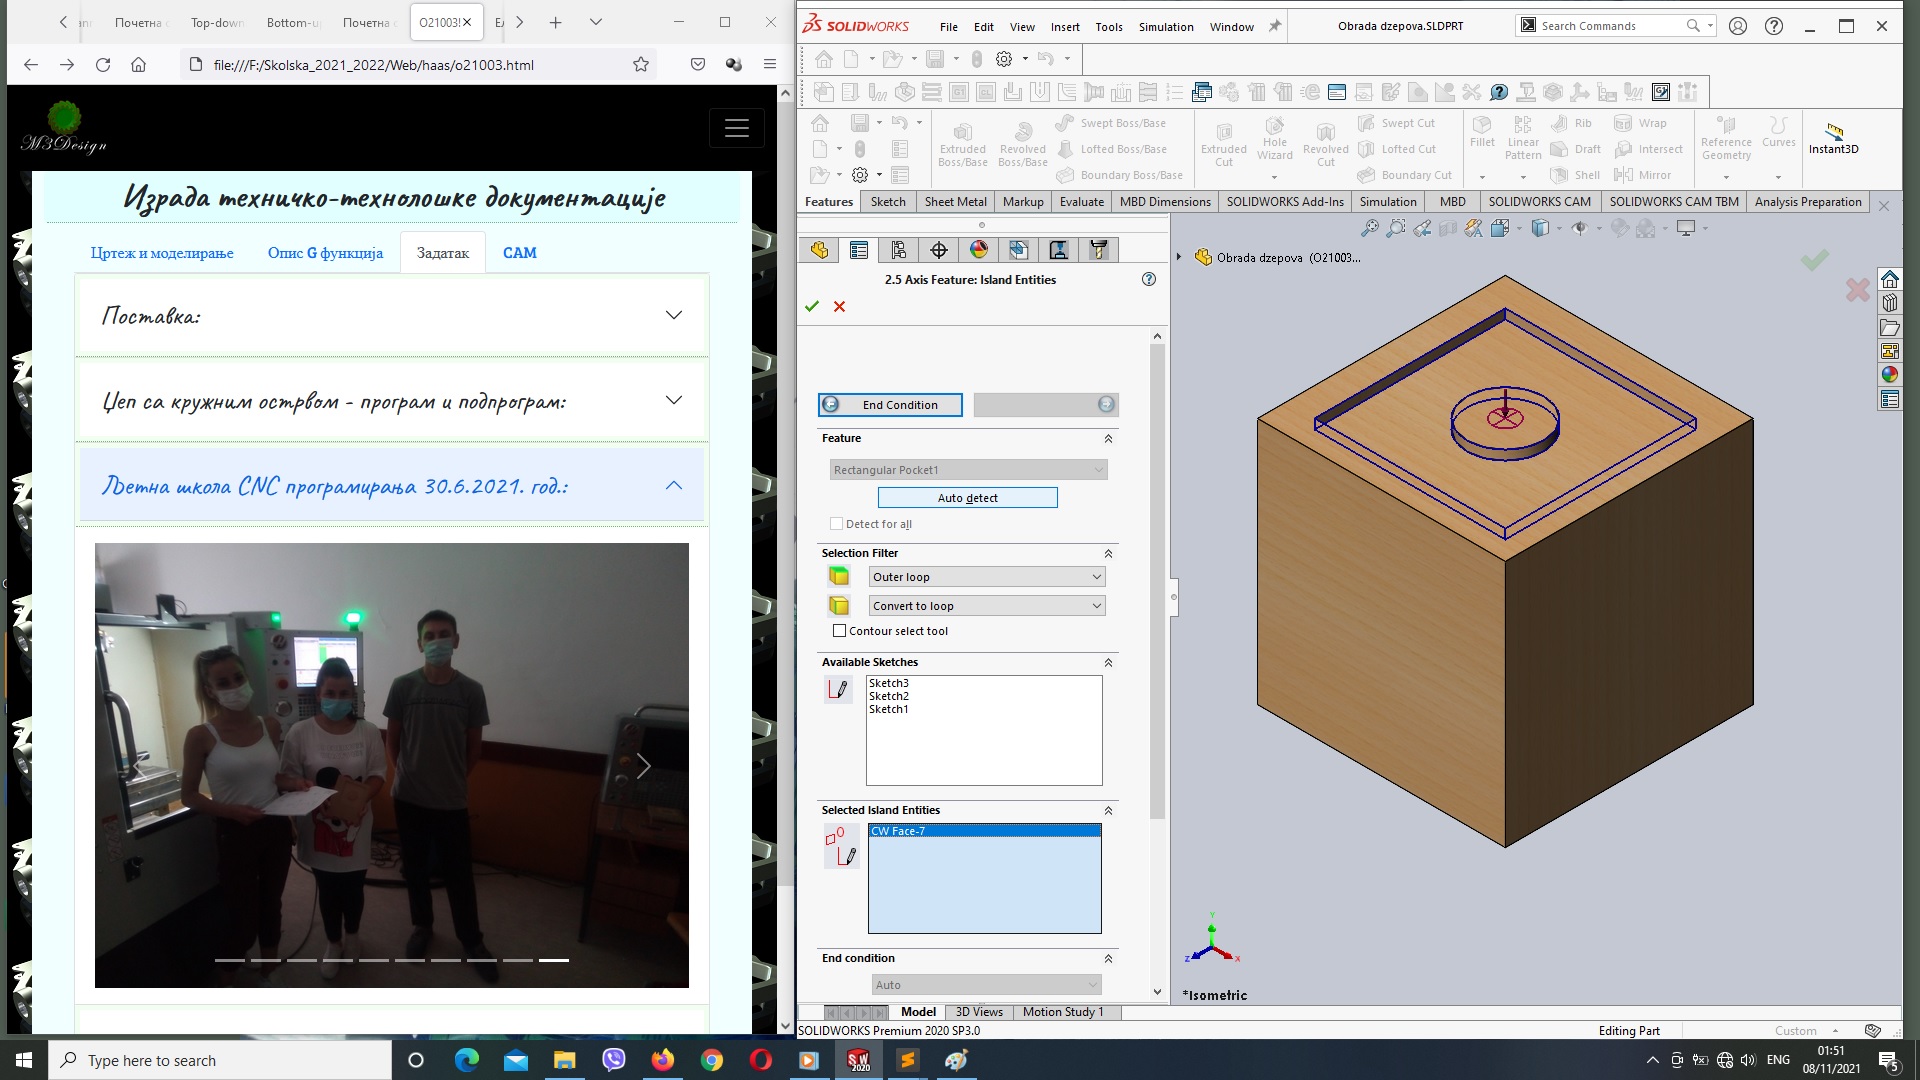 Почетна
Top-down
Bottom-u
Почетна
O21003!
file:///F:/Skolska_2021_2022/Web/haas/o21003.html
M3Design
Израда техничко-технолошке документације
Цртеж и моделирање
Опис G функција
Задатак
CAM
Поставка:
Џеп са кружним острвом - програм и подпрограм:
Љетна школа CNC програмирања 30.6.2021. год.:
SOLIDWORKS
File
Edit
View
Insert
Tools
Simulation
Window
Obrada dzepova.SLDPRT
Search Commands
Extruded Boss/Base
Revolved Boss/Base
Swept Boss/Base
Lofted Boss/Base
Boundary Boss/Base
Extruded Cut
Hole Wizard
Revolved Cut
Swept Cut
Lofted Cut
Boundary Cut
Fillet
Linear Pattern
Rib
Draft
Shell
Wrap
Intersect
Mirror
Reference Geometry
Curves
Instant3D
Features
Sketch
Sheet Metal
Markup
Evaluate
MBD Dimensions
SOLIDWORKS Add-Ins
Simulation
MBD
SOLIDWORKS CAM
SOLIDWORKS CAM TBM
Analysis Preparation
2.5 Axis Feature: Island Entities
End Condition
Feature
Rectangular Pocket1
Auto detect
Detect for all
Selection Filter
Outer loop
Convert to loop
Contour select tool
Available Sketches
Sketch3
Sketch2
Sketch1
Selected Island Entities
CW Face-7
End condition
Auto
Obrada dzepova (O21003...
Y
Z
X
*Isometric
Model
3D Views
Motion Study 1
SOLIDWORKS Premium 2020 SP3.0
Editing Part
Custom
Type here to search
SW 2020
ENG
01:51
08/11/2021
5